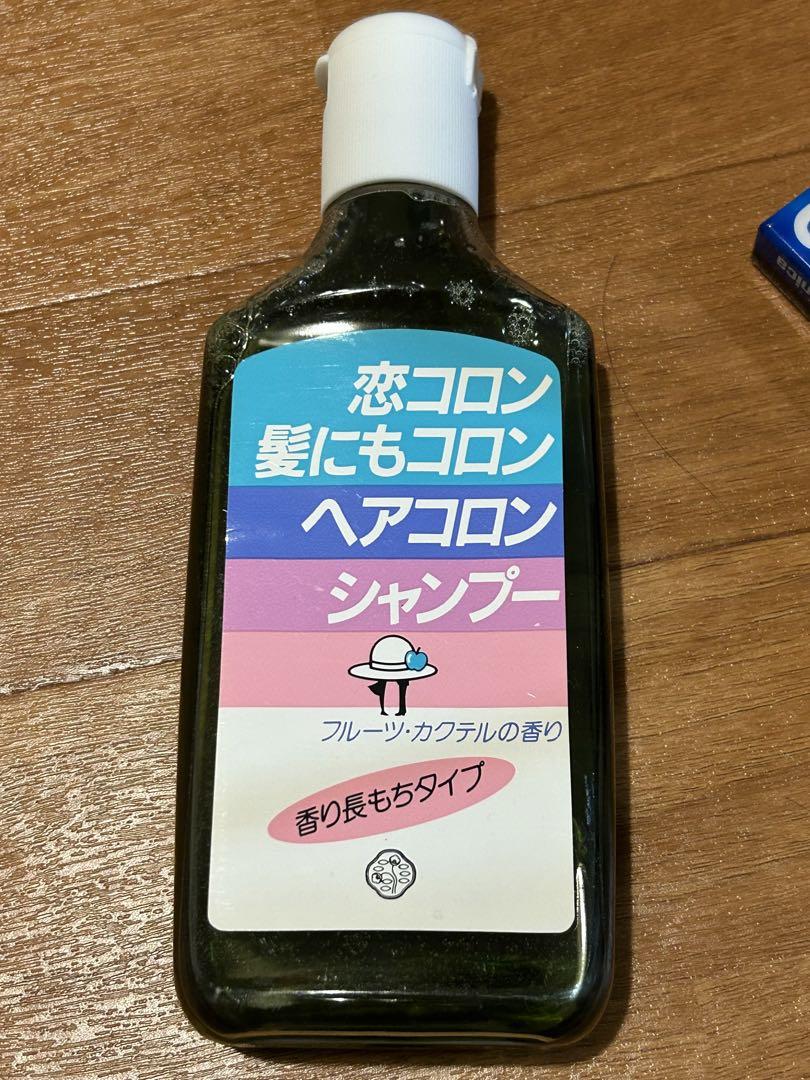 恋コロン
髪にもコロン
ヘアコロン
シャンプー
フルーツ・カクテルの香り
香り長もちタイプ